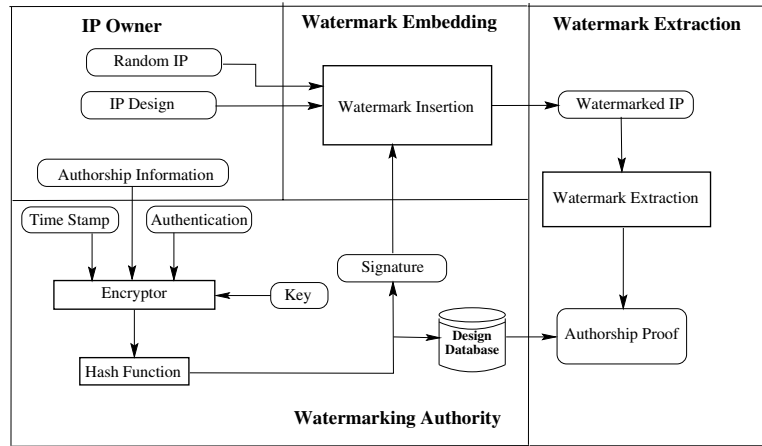 IP Owner
Watermark Embedding
Watermark Extraction
Random IP
IP Design
Watermark Insertion
Watermarked IP
Authorship Information
Watermark Extraction
Time Stamp
Authentication
Signature
Encryptor
Key
Design
Database
Authorship Proof
Hash Function
Watermarking Authority